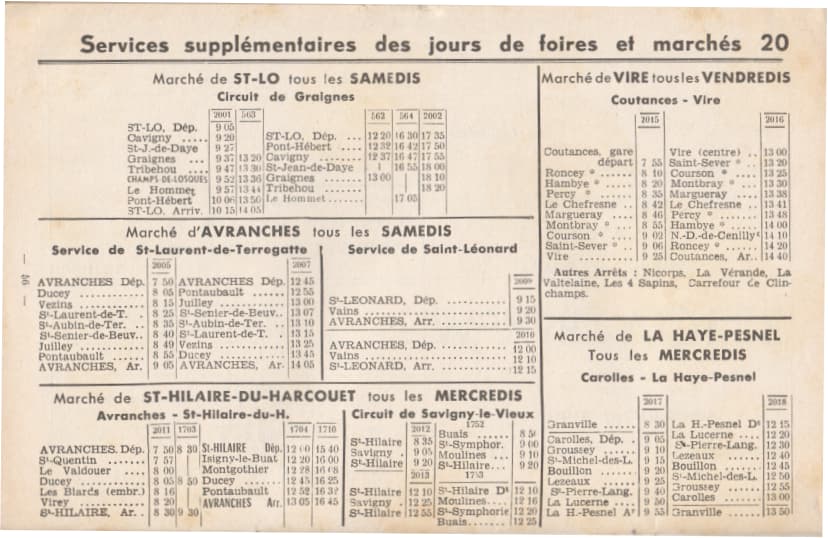 Services supplémentaires des jours de foires et marchés 20
Marché de ST-LO tous les SAMEDIS
Circuit de Graignes
2001 563
ST-LO, Dép. 9 05
Cavigny ..... 9 20
St-J.-de-Daye 9 27
Graignes ... 9 37 13 20
Tribehou .... 9 47 13 30
CHAMPS-DE-LOSQUES 9 52 13 36
Le Hommet 9 57 13 44
Pont-Hébert 10 06 13 50
ST-LO. Arriv. 10 15 14 05
562 564 2002
ST-LO, Dép. ... 12 20 16 30 17 35
Pont-Hébert .... 12 32 16 42 17 50
Cavigny ........ 12 37 16 47 17 55
St-Jean-de-Daye 16 55 18 00
Graignes ....... 13 00 18 10
Tribehou ....... 18 20
Le Hommet ....... 17 05
Marché d'AVRANCHES tous les SAMEDIS
Service de St-Laurent-de-Terregatte
2005
AVRANCHES Dép. 7 50
Ducey ........... 8 05
Vezins .......... 8 15
St-Laurent-de-T. . 8 25
St-Aubin-de-Ter. .. 8 35
St-Senier-de-Beuv.. 8 40
Juilley .......... 8 49
Pontaubault ..... 8 55
AVRANCHES, Ar. 9 05
2007
AVRANCHES Dép. 12 45
Pontaubault ..... 12 55
Juilley .......... 13 00
St-Senier-de-Beuv.. 13 07
St-Aubin-de-Ter. .. 13 10
St-Laurent-de-T. . 13 15
Vezins .......... 13 25
Ducey ........... 13 45
AVRANCHES, Ar. 14 05
Service de Saint-Léonard
2009
St-LEONARD, Dép. .......... 9 15
Vains ..................... 9 20
AVRANCHES, Arr. .......... 9 30
2010
AVRANCHES, Dép. .......... 12 00
Vains ..................... 12 10
St-LEONARD, Arr. .......... 12 15
Marché de ST-HILAIRE-DU-HARCOUET tous les MERCREDIS
Avranches - St-Hilaire-du-H.
2011 1703
AVRANCHES. Dép. 7 50 8 30
St-Quentin ..... 7 57
Le Valdouer ... 8 00
Ducey ......... 8 05 8 50
Les Biards (embr.) 8 16
Virey .......... 8 20
St-HILAIRE, Ar. . 8 30 9 30
1704 1710
St-HILAIRE Dép. 12 00 15 40
Isigny-le-Buat 12 20 16 00
Montgothier 12 28 16 08
Ducey ....... 12 45 16 25
Pontaubault 12 52 16 32
AVRANCHES Arr. 13 05 16 45
Circuit de Savigny-le-Vieux
2012
St-Hilaire 8 35
Savigny . 9 05
St-Hilaire 9 20
2013
St-Hilaire 12 10
Savigny . 12 25
St-Hilaire 12 55
1752
Buais ......
St-Symphor. 9 00
Moulines ... 9 10
St-Hilaire... 9 20
1753
St-Hilaire Dt 12 10
Moulines.... 12 16
St-Symphorie 12 20
Buais........ 12 25
— 36 —
Marché de VIRE tous les VENDREDIS
Coutances - Vire
2015
Coutances, gare
départ 7 55
Roncey * ...... 8 10
Hambye * ..... 8 20
Percy * ....... 8 35
Le Chefresne . 8 42
Margueray .... 8 46
Montbray * ... 8 55
Courson * .... 9 02
Saint-Sever * .. 9 06
Vire .......... 9 25
2016
Vire (centre) .. 13 00
Saint-Sever * .. 13 20
Courson * .... 13 25
Montbray * ... 13 30
Margueray .... 13 38
Le Chefresne .. 13 41
Percy * ....... 13 48
Hambye * ..... 14 00
N.-D.-de-Cenilly* 14 10
Roncey * ..... 14 20
Coutances, Ar.. 14 40
Autres Arrêts : Nicorps, La Vérande, La
Valtelaine, Les 4 Sapins, Carrefour de Clin-
champs.
Marché de LA HAYE-PESNEL
Tous les MERCREDIS
Carolles - La Haye-Pesnel
2017
Granville ...... 8 30
Carolles, Dép. . 9 05
Groussey ...... 9 10
St-Michel-des-L. 9 15
Bouillon ....... 9 20
Lezeaux ....... 9 25
St-Pierre-Lang. 9 40
La Lucerne .... 9 50
La H.-Pesnel Ar 9 55
2018
La H.-Pesnel Dt 12 15
La Lucerne .... 12 20
St-Pierre-Lang. 12 30
Lezeaux ....... 12 40
Bouillon ....... 12 45
St-Michel-des-L. 12 50
Groussey ...... 12 55
Carolles ....... 13 00
Granville ...... 13 50